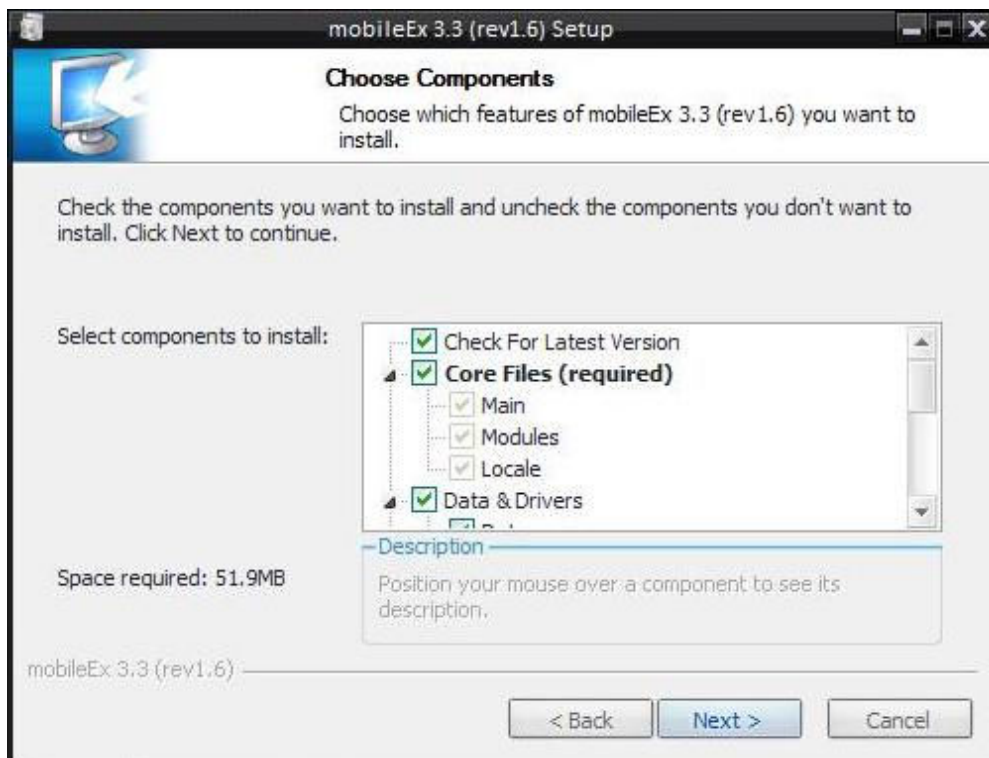 mobileEx 3.3 (rev1.6) Setup
Choose Components
Choose which features of mobileEx 3.3 (rev1.6) you want to
install.
Check the components you want to install and uncheck the components you don't want to
install. Click Next to continue.
Select components to install:
Check For Latest Version
Core Files (required)
Main
Modules
Locale
Data & Drivers
Space required: 51.9MB
Description
Position your mouse over a component to see its
description.
mobileEx 3.3 (rev1.6)
< Back
Next >
Cancel